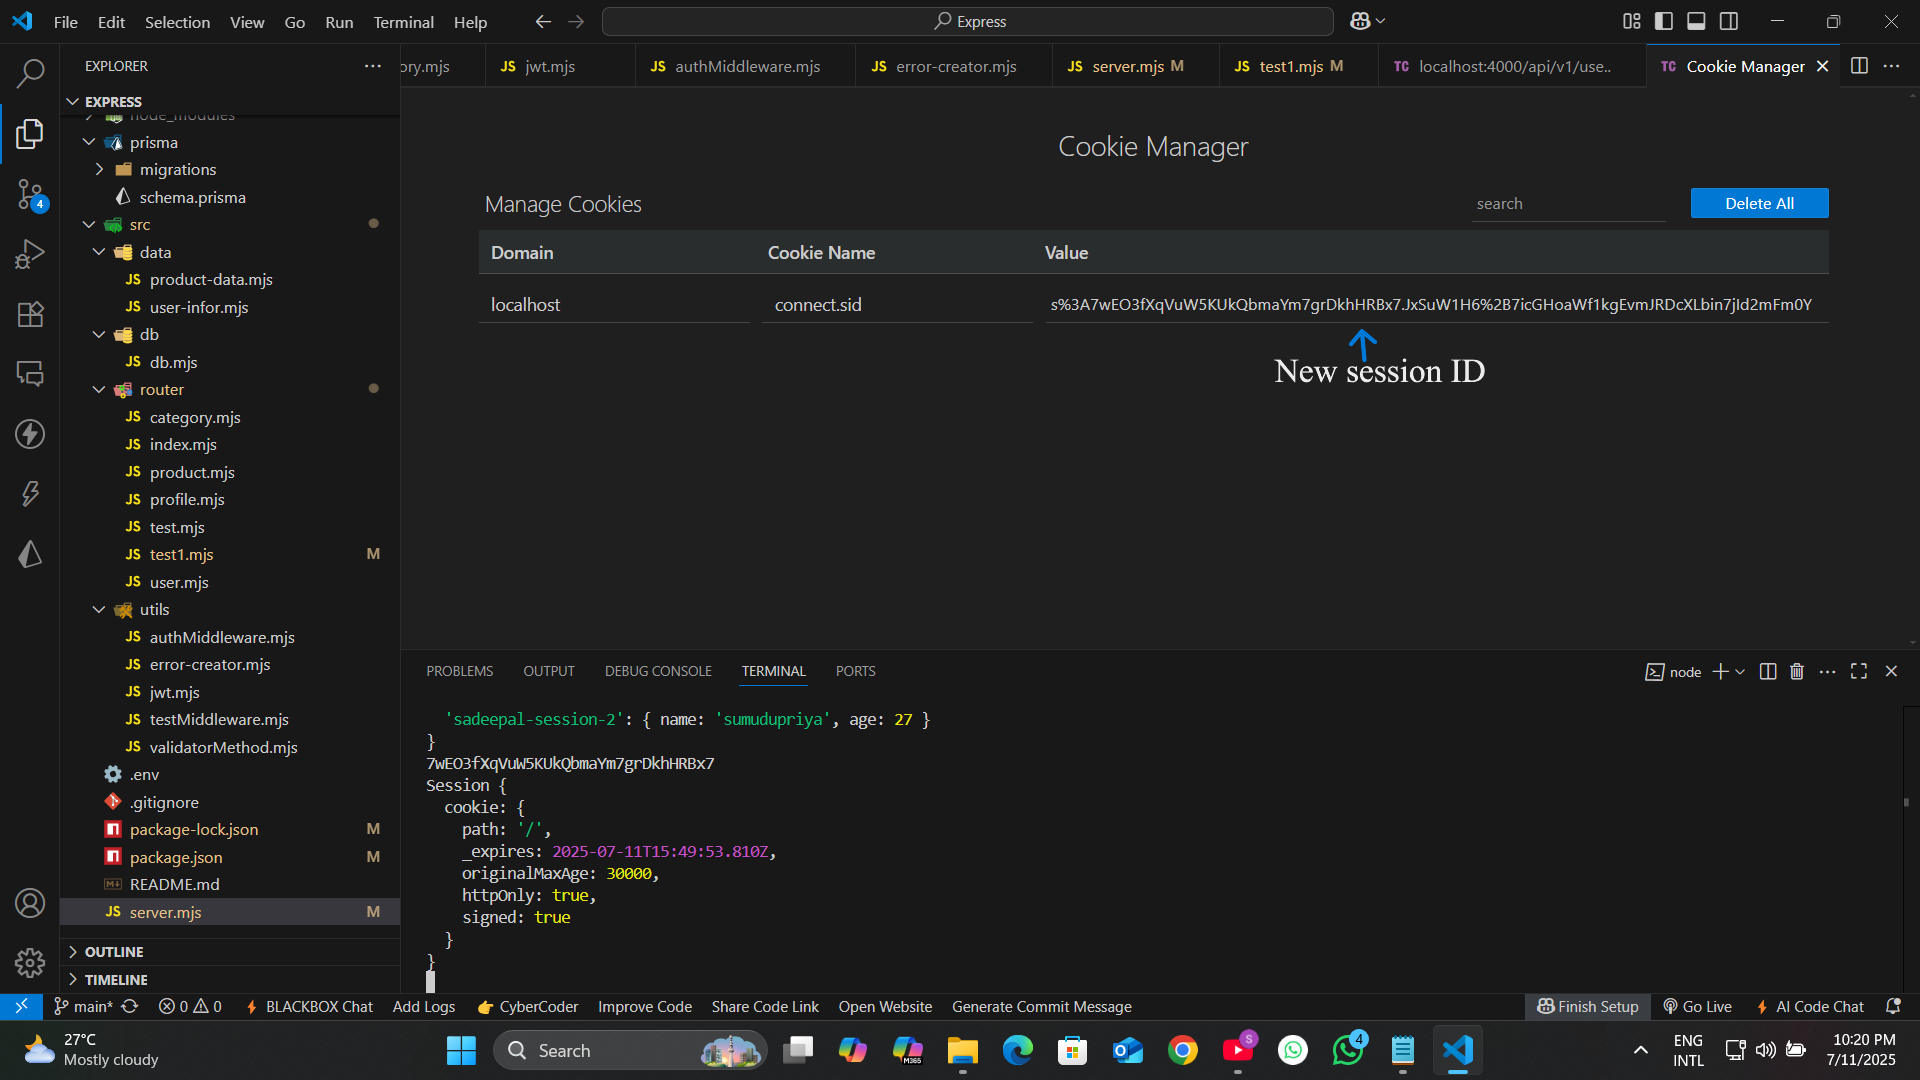 File Edit Selection View Go Run Terminal Help
Express
EXPLORER
ory.mjs
JS jwt.mjs
JS authMiddleware.mjs
JS error-creator.mjs
JS server.mjs M
JS test1.mjs M
TC localhost:4000/api/v1/use..
TC Cookie Manager
EXPRESS
node_modules
prisma
migrations
schema.prisma
src
data
JS product-data.mjs
JS user-infor.mjs
db
JS db.mjs
router
JS category.mjs
JS index.mjs
JS product.mjs
JS profile.mjs
JS test.mjs
JS test1.mjs M
JS user.mjs
utils
JS authMiddleware.mjs
JS error-creator.mjs
JS jwt.mjs
JS testMiddleware.mjs
JS validatorMethod.mjs
.env
.gitignore
package-lock.json M
package.json M
README.md
JS server.mjs M
OUTLINE
TIMELINE
4
Cookie Manager
Manage Cookies
search
Delete All
Domain Cookie Name Value
localhost connect.sid s%3A7wEO3fXqVuW5KUkQbmaYm7grDkhHRBx7.JxSuW1H6%2B7icGHoaWf1kgEvmJRDcXLbin7jId2mFm0Y
New session ID
PROBLEMS OUTPUT DEBUG CONSOLE TERMINAL PORTS
node
'sadeepal-session-2': { name: 'sumudupriya', age: 27 }
}
7wEO3fXqVuW5KUkQbmaYm7grDkhHRBx7
Session {
cookie: {
path: '/',
_expires: 2025-07-11T15:49:53.810Z,
originalMaxAge: 30000,
httpOnly: true,
signed: true
}
}
main* 0 0 BLACKBOX Chat Add Logs CyberCoder Improve Code Share Code Link Open Website Generate Commit Message
Finish Setup Go Live AI Code Chat
27°C
Mostly cloudy
Search
M365
S
4
ENG
INTL
10:20 PM
7/11/2025